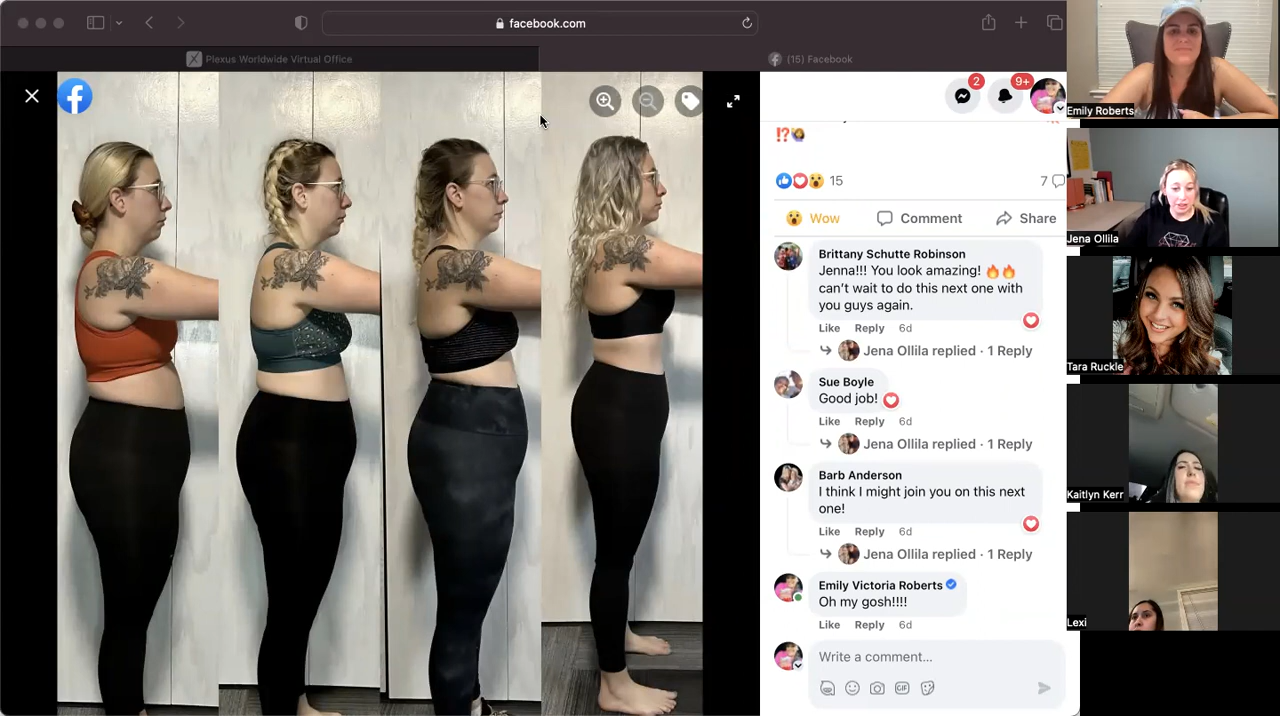 facebook.com
Plexus Worldwide Virtual Office
(15) Facebook
2
9+
⁉️🤷‍♀️
15
7
Wow
Comment
Share
Brittany Schutte Robinson
Jenna!!! You look amazing! 🔥🔥
can't wait to do this next one with
you guys again.
Like Reply 6d
Jena Ollila replied · 1 Reply
Sue Boyle
Good job!
Like Reply 6d
Jena Ollila replied · 1 Reply
Barb Anderson
I think I might join you on this next
one!
Like Reply 6d
Jena Ollila replied · 1 Reply
Emily Victoria Roberts
Oh my gosh!!!!
Like Reply 6d
Write a comment...
GIF
Emily Roberts
Jena Ollila
Tara Ruckle
Kaitlyn Kerr
Lexi